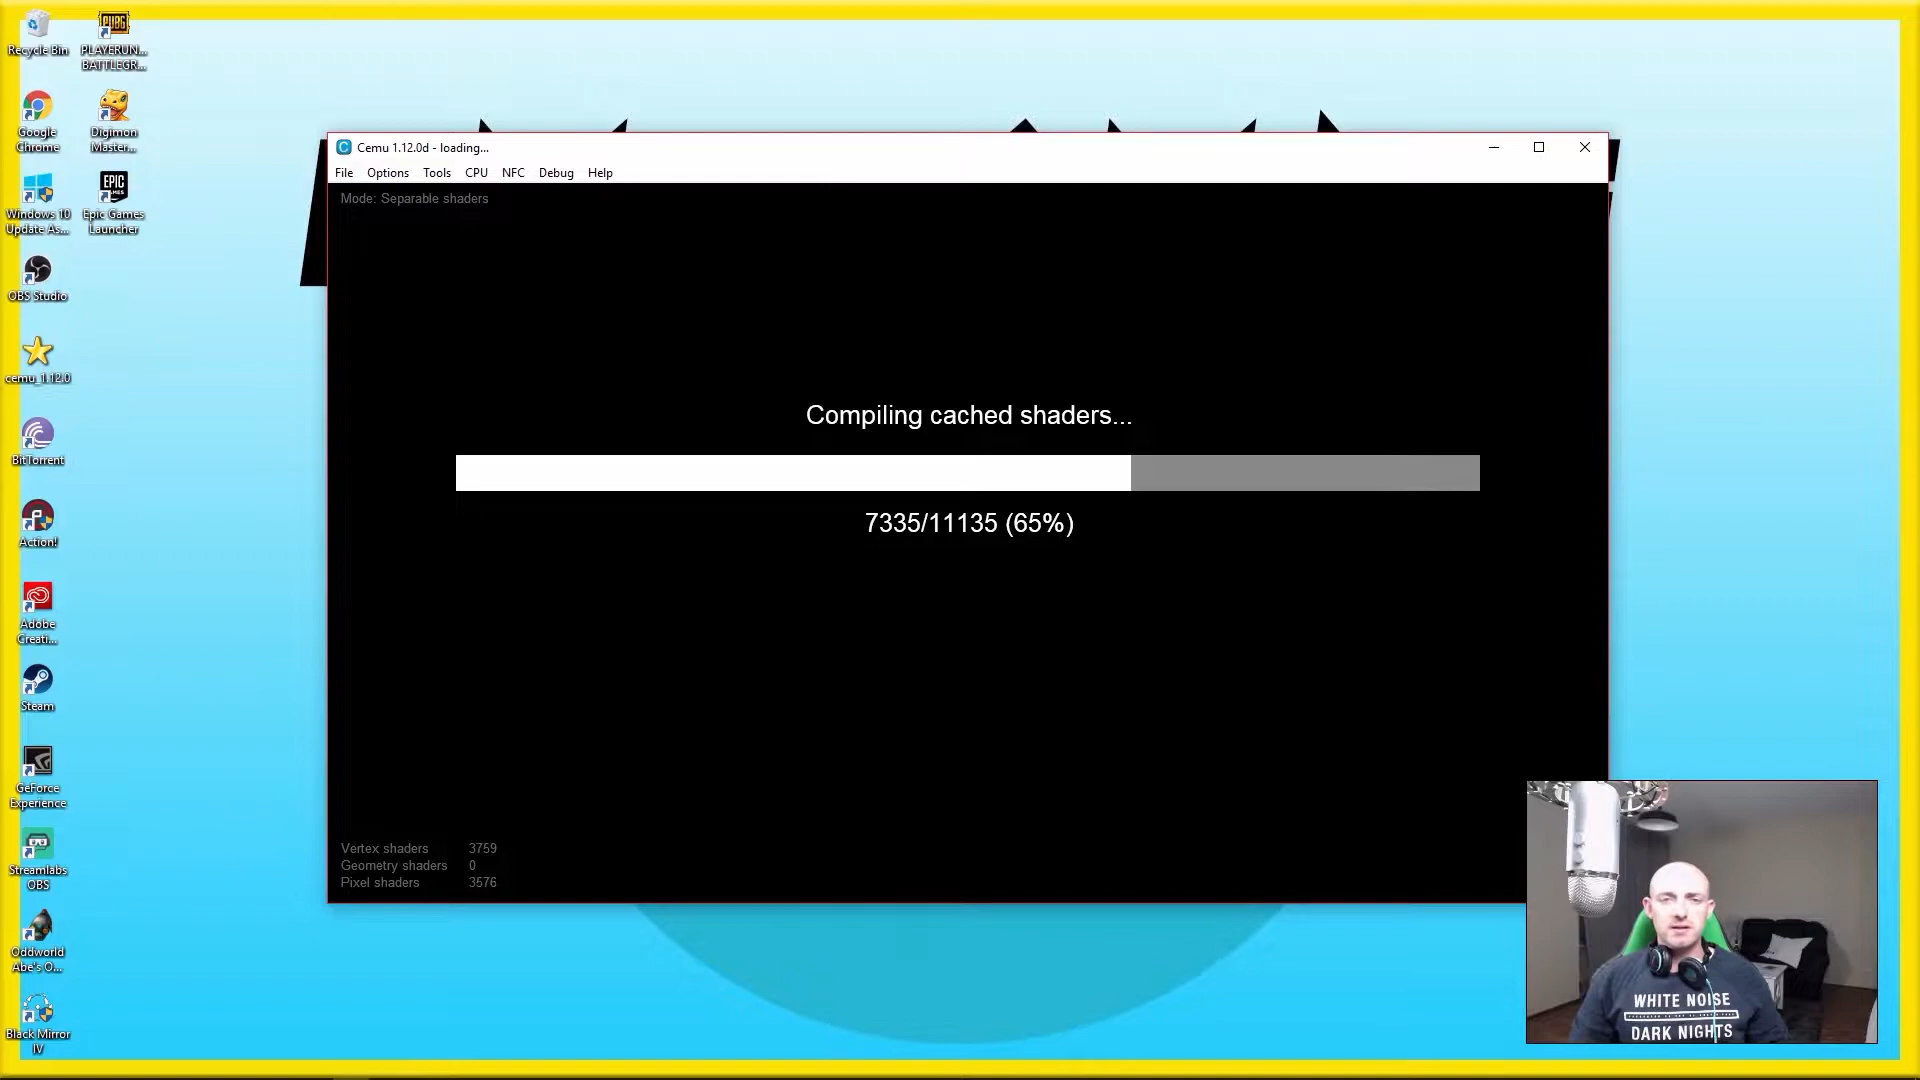 Recycle Bin
PUBG
PLAYERUN...
BATTLEGR...
Google
Chrome
Digimon
Master...
Windows 10
Update As...
EPIC
GAMES
Epic Games
Launcher
OBS Studio
cemu_1.12.0
BitTorrent
Action!
Adobe
Creati...
Steam
GeForce
Experience
Streamlabs
OBS
Oddworld
Abe's O...
Black Mirror
IV
Cemu 1.12.0d - loading...
File Options Tools CPU NFC Debug Help
Mode: Separable shaders
Compiling cached shaders...
7335/11135 (65%)
Vertex shaders 3759
Geometry shaders 0
Pixel shaders 3576
WHITE NOISE
DARK NIGHTS